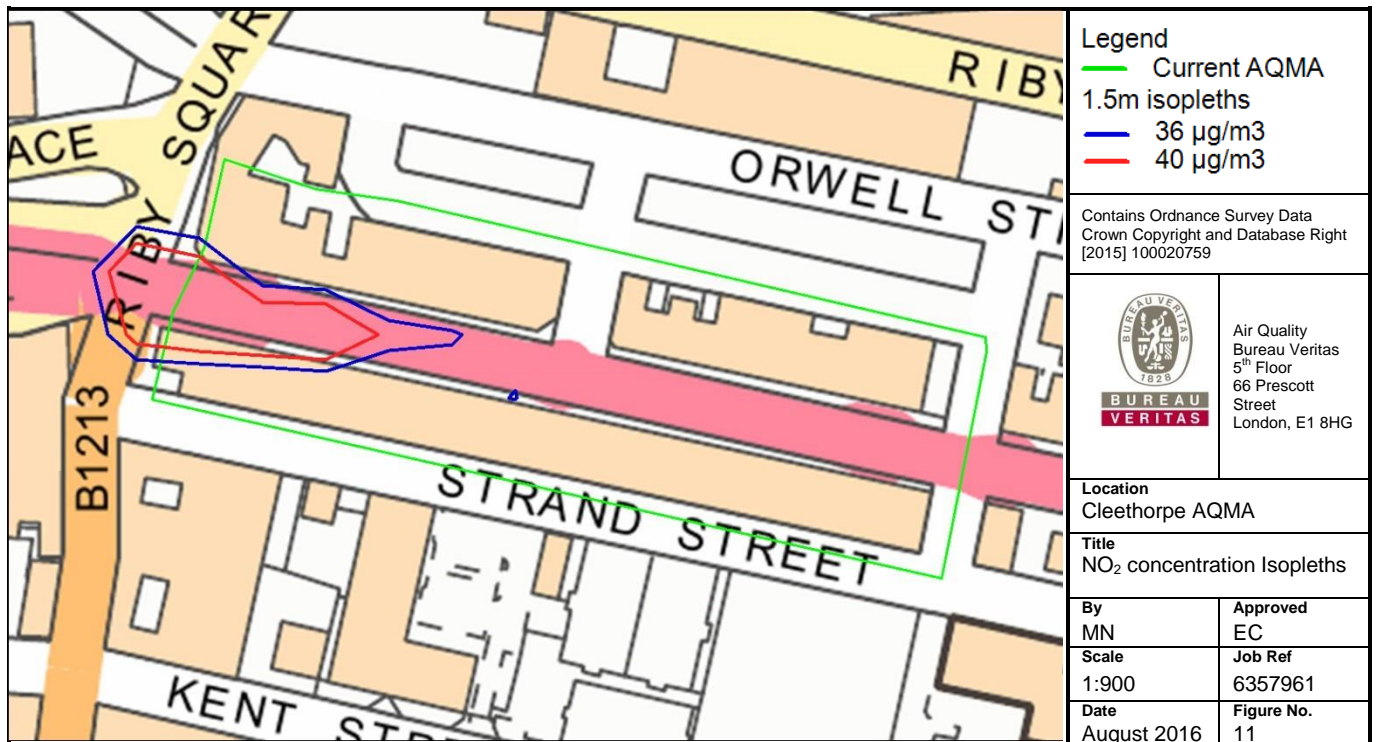 SQUAR
ACE
RIBY
RIBY
ORWELL STR
B1213
STRAND STREET
KENT STRE
Legend
Current AQMA
1.5m isopleths
36 µg/m3
40 µg/m3
Contains Ordnance Survey Data
Crown Copyright and Database Right
[2015] 100020759
BUREAU VERITAS
1828
BUREAU
VERITAS
Air Quality
Bureau Veritas
5th Floor
66 Prescott
Street
London, E1 8HG
Location
Cleethorpe AQMA
Title
NO₂ concentration Isopleths
By
MN
Approved
EC
Scale
1:900
Job Ref
6357961
Date
August 2016
Figure No.
11